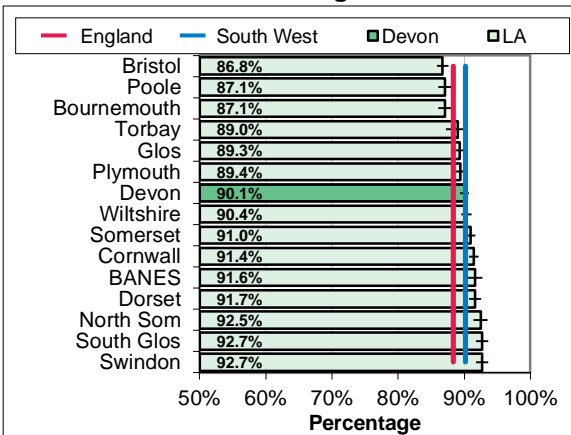 England South West Devon LA
Bristol 86.8%
Poole 87.1%
Bournemouth 87.1%
Torbay 89.0%
Glos 89.3%
Plymouth 89.4%
Devon 90.1%
Wiltshire 90.4%
Somerset 91.0%
Cornwall 91.4%
BANES 91.6%
Dorset 91.7%
North Som 92.5%
South Glos 92.7%
Swindon 92.7%
50% 60% 70% 80% 90% 100%
Percentage